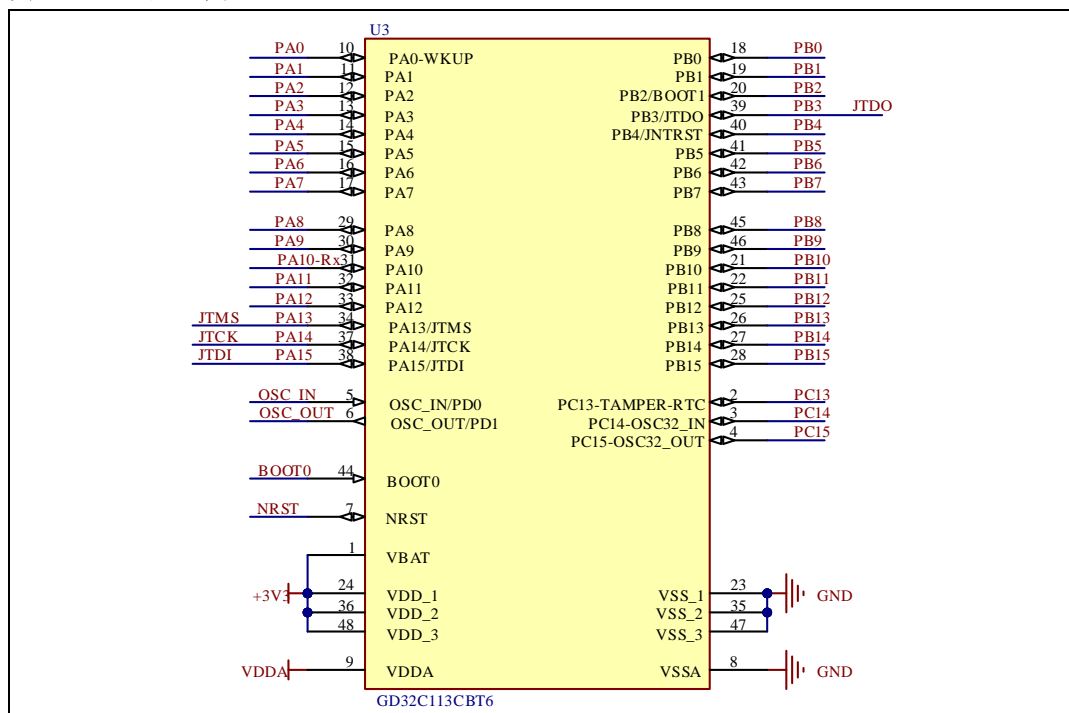 U3
PA0 10 PA0-WKUP PB0 18 PB0
PA1 11 PA1 PB1 19 PB1
PA2 12 PA2 PB2/BOOT1 20 PB2
PA3 13 PA3 PB3/JTDO 39 PB3 JTDO
PA4 14 PA4 PB4/JNTRST 40 PB4
PA5 15 PA5 PB5 41 PB5
PA6 16 PA6 PB6 42 PB6
PA7 17 PA7 PB7 43 PB7
PA8 29 PA8 PB8 45 PB8
PA9 30 PA9 PB9 46 PB9
PA10-Rx 31 PA10 PB10 21 PB10
PA11 32 PA11 PB11 22 PB11
PA12 33 PA12 PB12 25 PB12
JTMS PA13 34 PA13/JTMS PB13 26 PB13
JTCK PA14 37 PA14/JTCK PB14 27 PB14
JTDI PA15 38 PA15/JTDI PB15 28 PB15
OSC_IN 5 OSC_IN/PD0 PC13-TAMPER-RTC 2 PC13
OSC_OUT 6 OSC_OUT/PD1 PC14-OSC32_IN 3 PC14
PC15-OSC32_OUT 4 PC15
BOOT0 44 BOOT0
NRST 7 NRST
1 VBAT
+3V3 24 VDD_1 VSS_1 23 GND
36 VDD_2 VSS_2 35
48 VDD_3 VSS_3 47
VDDA 9 VDDA VSSA 8 GND
GD32C113CBT6